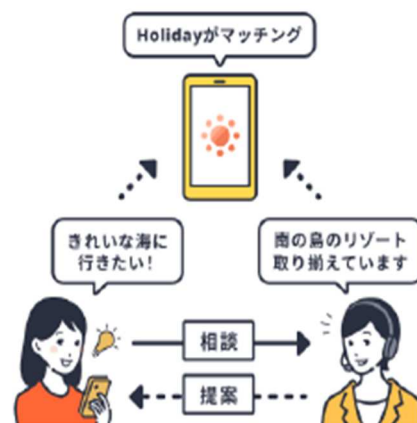 Holidayがマッチング
きれいな海に
行きたい！
南の島のリゾート
取り揃えています
相談
提案